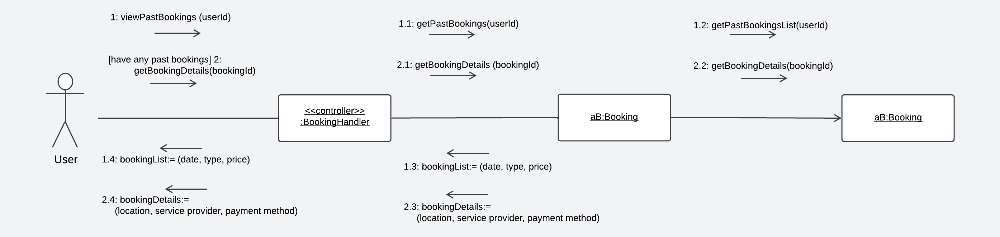 1: viewPastBookings (userId)
1.1: getPastBookings(userId)
1.2: getPastBookingsList(userId)
[have any past bookings] 2:
getBookingDetails(bookingId)
2.1: getBookingDetails (bookingId)
2.2: getBookingDetails(bookingId)
<<controller>>
:BookingHandler
aB:Booking
aB:Booking
User
1.4: bookingList:= (date, type, price)
1.3: bookingList:= (date, type, price)
2.4: bookingDetails:=
(location, service provider, payment method)
2.3: bookingDetails:=
(location, service provider, payment method)